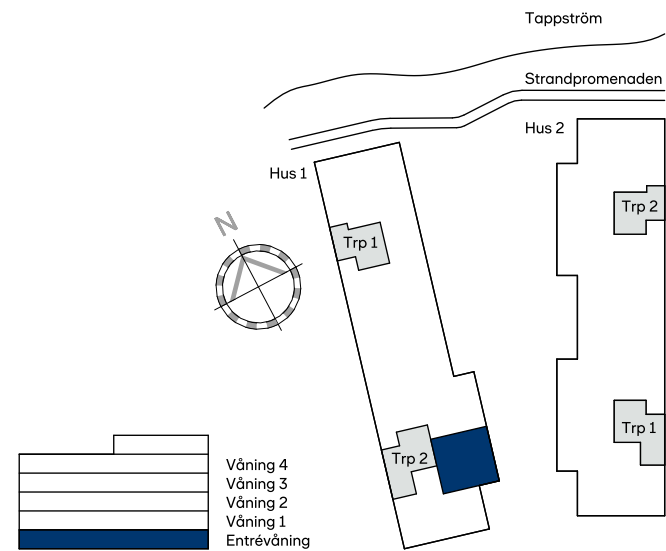 Tappström
Strandpromenaden
Hus 2
Hus 1
Trp 2
N
Trp 1
Trp 1
Trp 2
Våning 4
Våning 3
Våning 2
Våning 1
Entrévåning